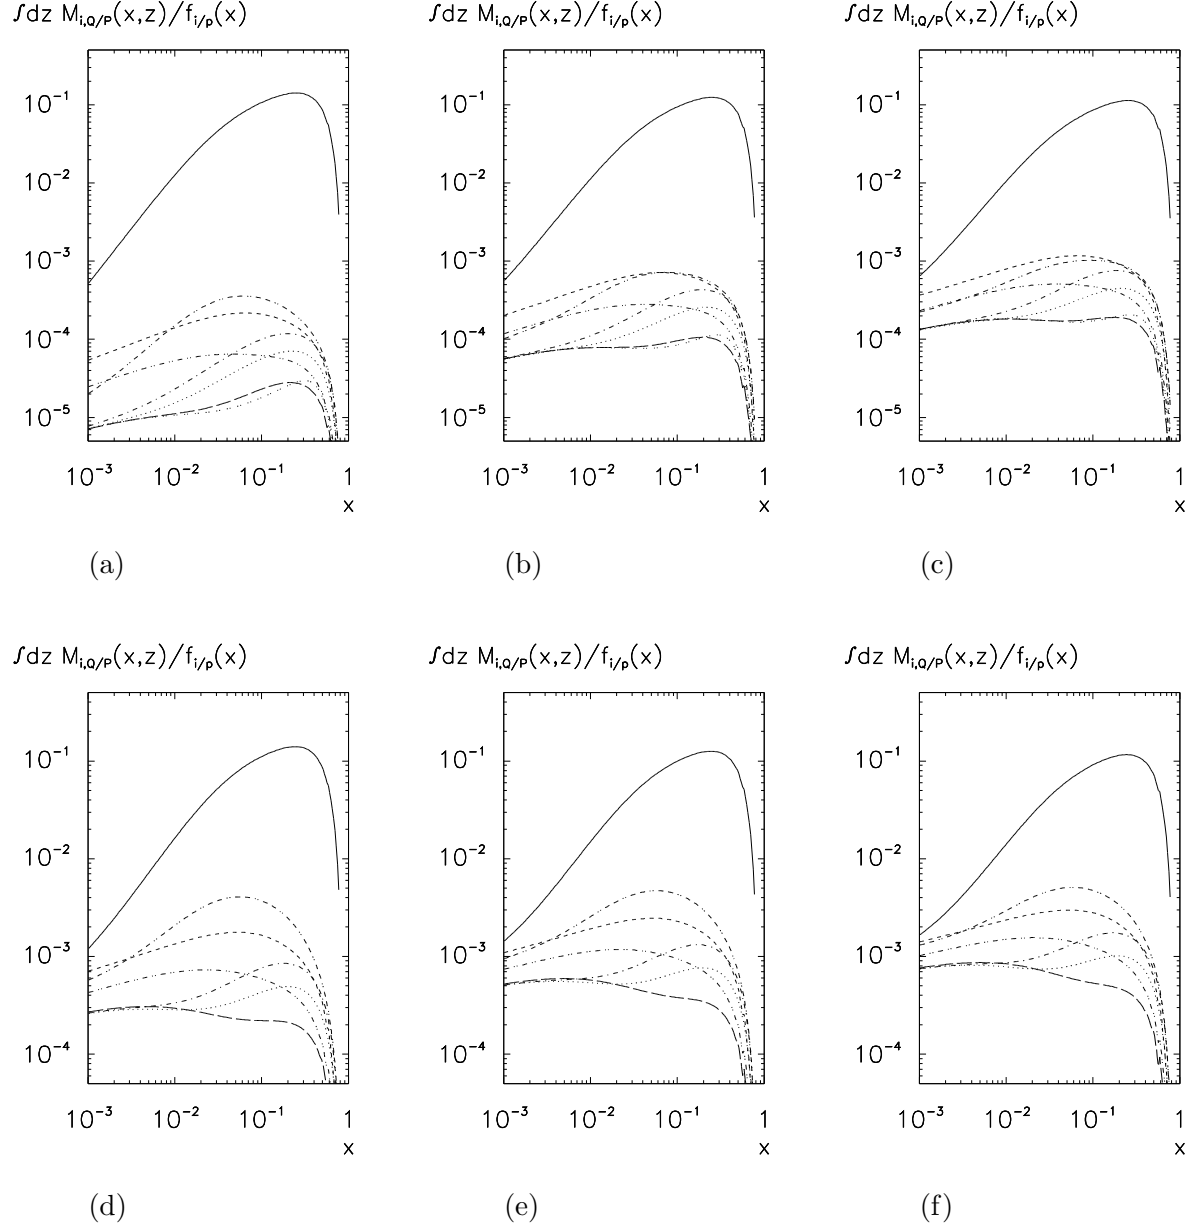 ∫dz M_{i,Q/P}(x,z)/f_{i/p}(x) ∫dz M_{i,Q/P}(x,z)/f_{i/p}(x) ∫dz M_{i,Q/P}(x,z)/f_{i/p}(x)
10^{-1} 10^{-1} 10^{-1}
10^{-2} 10^{-2} 10^{-2}
10^{-3} 10^{-3} 10^{-3}
10^{-4} 10^{-4} 10^{-4}
10^{-5} 10^{-5} 10^{-5}
10^{-3} 10^{-2} 10^{-1} 1 10^{-3} 10^{-2} 10^{-1} 1 10^{-3} 10^{-2} 10^{-1} 1
x x x
(a) (b) (c)
∫dz M_{i,Q/P}(x,z)/f_{i/p}(x) ∫dz M_{i,Q/P}(x,z)/f_{i/p}(x) ∫dz M_{i,Q/P}(x,z)/f_{i/p}(x)
10^{-1} 10^{-1} 10^{-1}
10^{-2} 10^{-2} 10^{-2}
10^{-3} 10^{-3} 10^{-3}
10^{-4} 10^{-4} 10^{-4}
10^{-3} 10^{-2} 10^{-1} 1 10^{-3} 10^{-2} 10^{-1} 1 10^{-3} 10^{-2} 10^{-1} 1
x x x
(d) (e) (f)